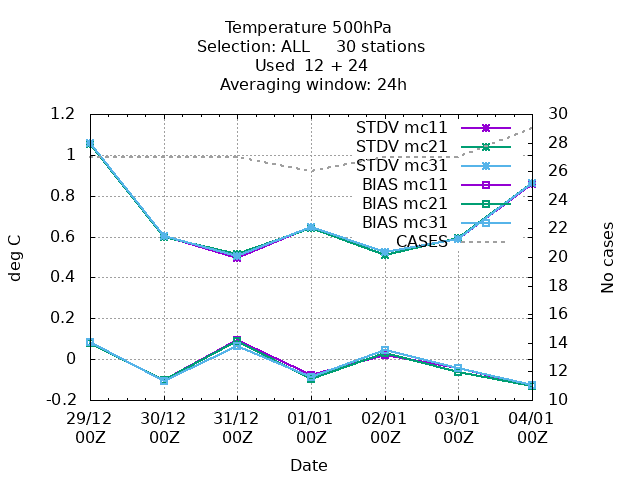 Temperature 500hPa
Selection: ALL 30 stations
Used 12 + 24
Averaging window: 24h
1.2
1
0.8
0.6
0.4
0.2
0
-0.2
deg C
30
28
26
24
22
20
18
16
14
12
10
No cases
STDV mc11
STDV mc21
STDV mc31
BIAS mc11
BIAS mc21
BIAS mc31
CASES
29/12 30/12 31/12 01/01 02/01 03/01 04/01
00Z 00Z 00Z 00Z 00Z 00Z 00Z
Date